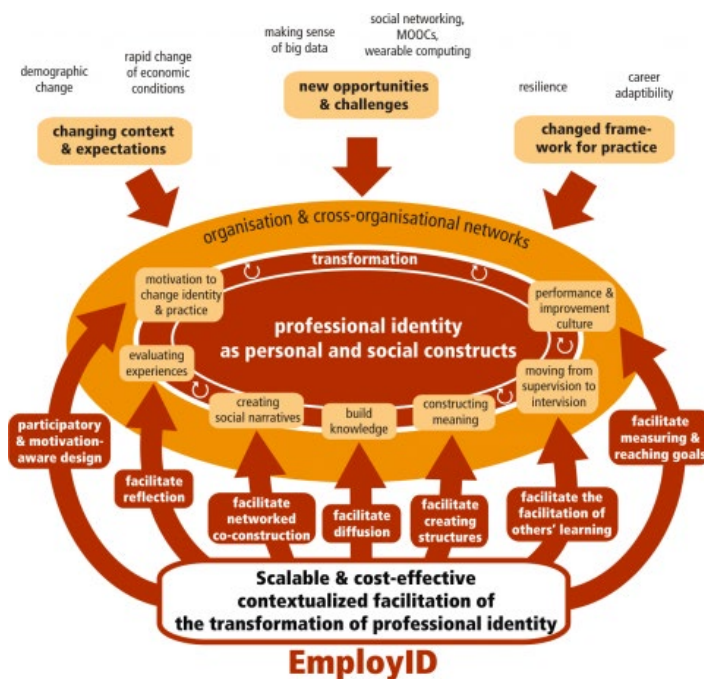 demographic
change
rapid change
of economic
conditions
changing context
& expectations
making sense
of big data
social networking,
MOOCs,
wearable computing
new opportunities
& challenges
resilience
career
adaptibility
changed frame-
work for practice
organisation & cross-organisational networks
transformation
motivation to
change identity
& practice
performance &
improvement
culture
professional identity
as personal and social constructs
evaluating
experiences
creating
social narratives
build
knowledge
constructing
meaning
moving from
supervision to
intervision
participatory
& motivation-
aware design
facilitate
reflection
facilitate
networked
co-construction
facilitate
diffusion
facilitate
creating
structures
facilitate the
facilitation of
others' learning
facilitate
measuring &
reaching goals
Scalable & cost-effective
contextualized facilitation of
the transformation of professional identity
EmployID